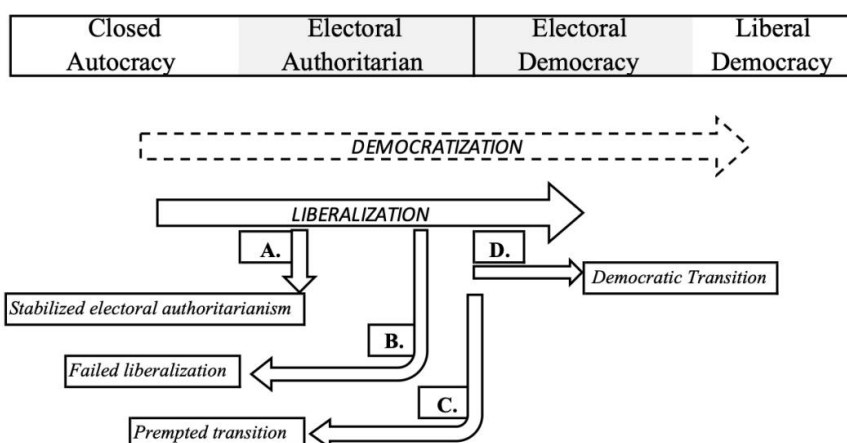 Closed Electoral Electoral Liberal
Autocracy Authoritarian Democracy Democracy
DEMOCRATIZATION
LIBERALIZATION
A.
D.
Democratic Transition
Stabilized electoral authoritarianism
B.
Failed liberalization
C.
Prempted transition